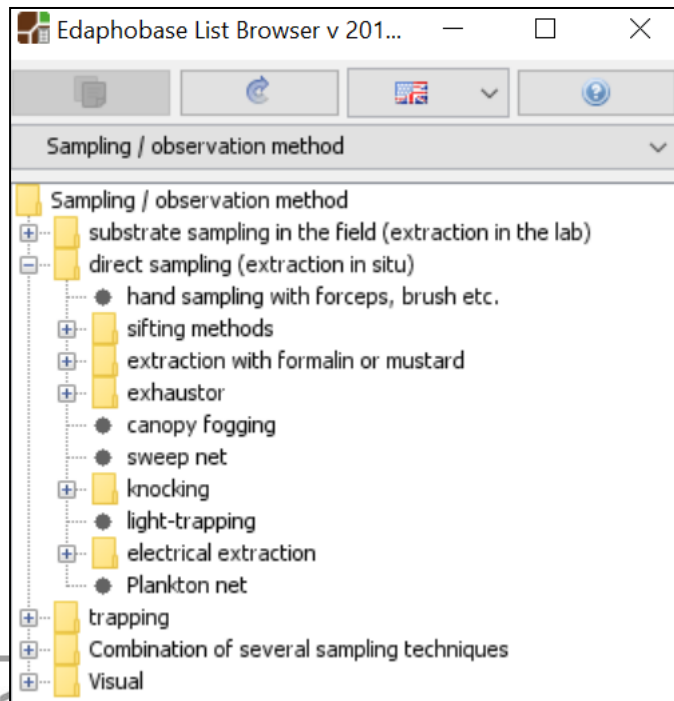 Edaphobase List Browser v 201...
Sampling / observation method
Sampling / observation method
substrate sampling in the field (extraction in the lab)
direct sampling (extraction in situ)
hand sampling with forceps, brush etc.
sifting methods
extraction with formalin or mustard
exhaustor
canopy fogging
sweep net
knocking
light-trapping
electrical extraction
Plankton net
trapping
Combination of several sampling techniques
Visual